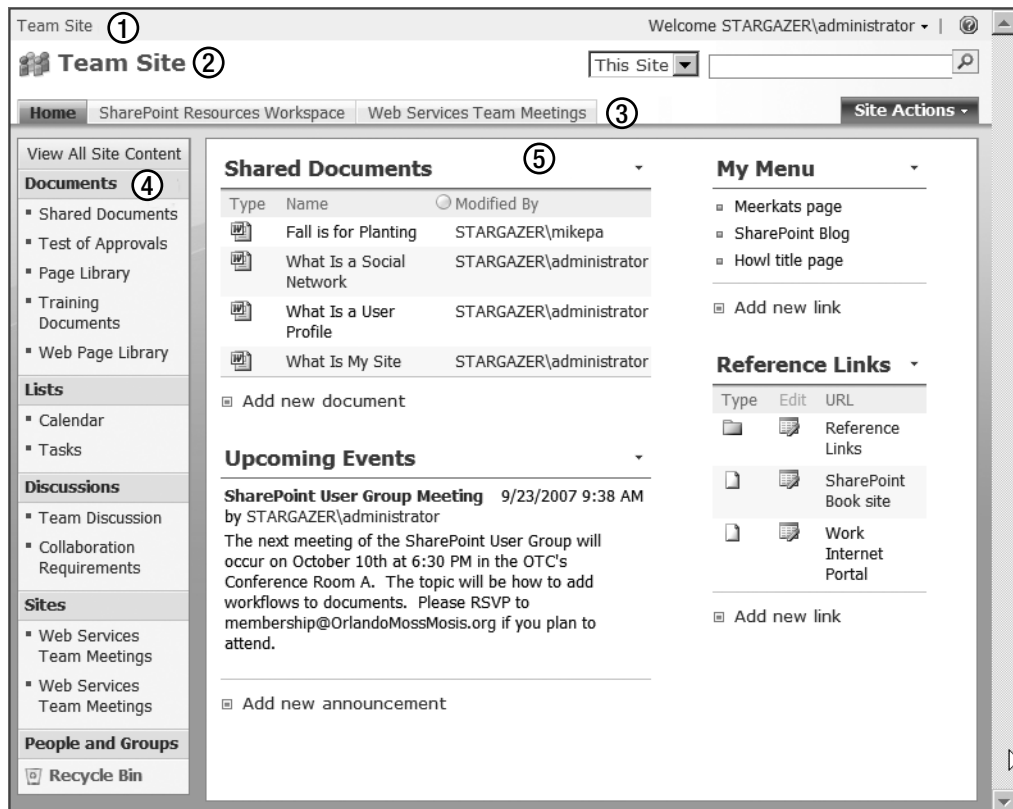 Team Site ①
Welcome STARGAZER\administrator
Team Site ②
This Site
Home SharePoint Resources Workspace Web Services Team Meetings ③
Site Actions
View All Site Content
Documents ④
Shared Documents
Test of Approvals
Page Library
Training
Documents
Web Page Library
Lists
Calendar
Tasks
Discussions
Team Discussion
Collaboration
Requirements
Sites
Web Services
Team Meetings
Web Services
Team Meetings
People and Groups
Recycle Bin
⑤
Shared Documents
Type Name Modified By
Fall is for Planting STARGAZER\mikepa
What Is a Social STARGAZER\administrator
Network
What Is a User STARGAZER\administrator
Profile
What Is My Site STARGAZER\administrator
Add new document
Upcoming Events
SharePoint User Group Meeting 9/23/2007 9:38 AM
by STARGAZER\administrator
The next meeting of the SharePoint User Group will
occur on October 10th at 6:30 PM in the OTC's
Conference Room A. The topic will be how to add
workflows to documents. Please RSVP to
membership@OrlandoMossMosis.org if you plan to
attend.
Add new announcement
My Menu
Meerkats page
SharePoint Blog
Howl title page
Add new link
Reference Links
Type Edit URL
Reference
Links
SharePoint
Book site
Work
Internet
Portal
Add new link